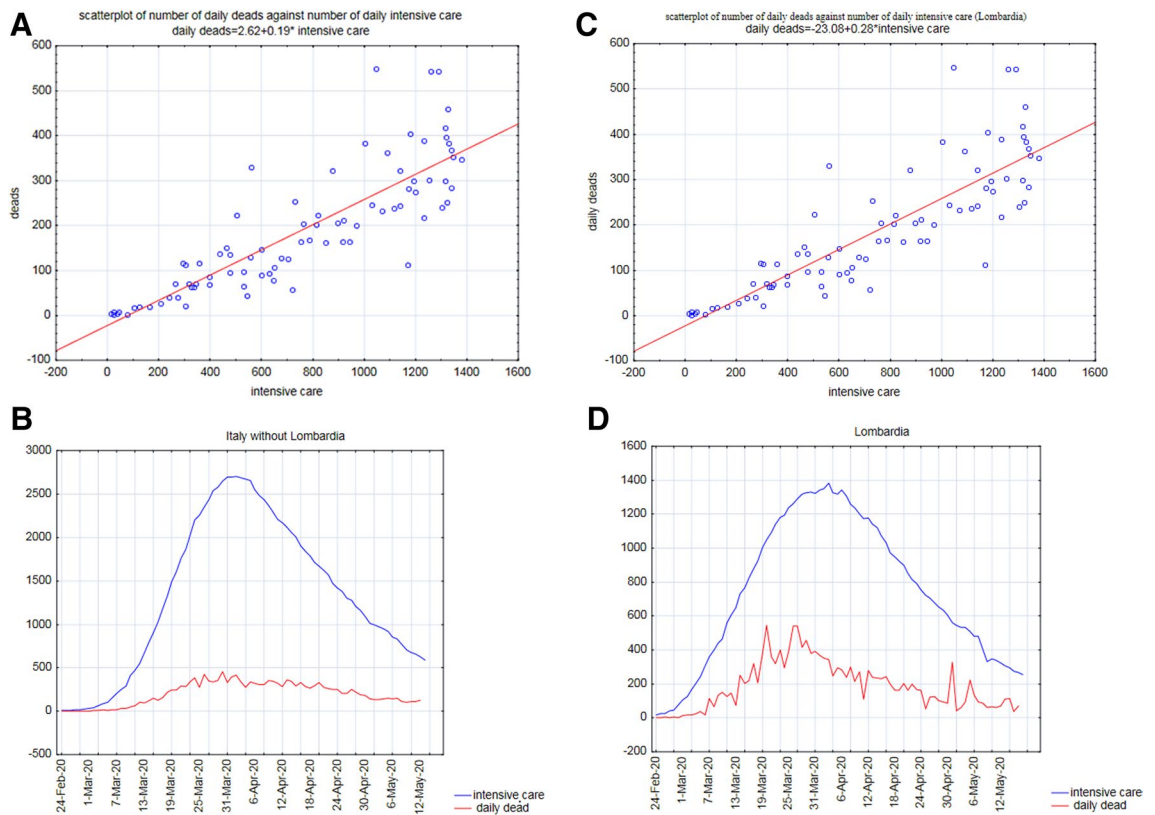 A
scatterplot of number of daily deads against number of daily intensive care
daily deads=2.62+0.19* intensive care
600
500
400
300
200
100
0
-100
deads
-200 0 200 400 600 800 1000 1200 1400 1600
intensive care
C
scatterplot of number of daily deads against number of daily intensive care (Lombardia)
daily deads=-23.08+0.28*intensive care
600
500
400
300
200
100
0
-100
daily deads
-200 0 200 400 600 800 1000 1200 1400 1600
intensive care
B
Italy without Lombardia
3000
2500
2000
1500
1000
500
0
-500
24-Feb-20
1-Mar-20
7-Mar-20
13-Mar-20
19-Mar-20
25-Mar-20
31-Mar-20
6-Apr-20
12-Apr-20
18-Apr-20
24-Apr-20
30-Apr-20
6-May-20
12-May-20
intensive care
daily dead
D
Lombardia
1600
1400
1200
1000
800
600
400
200
0
-200
24-Feb-20
1-Mar-20
7-Mar-20
13-Mar-20
19-Mar-20
25-Mar-20
31-Mar-20
6-Apr-20
12-Apr-20
18-Apr-20
24-Apr-20
30-Apr-20
6-May-20
12-May-20
intensive care
daily dead